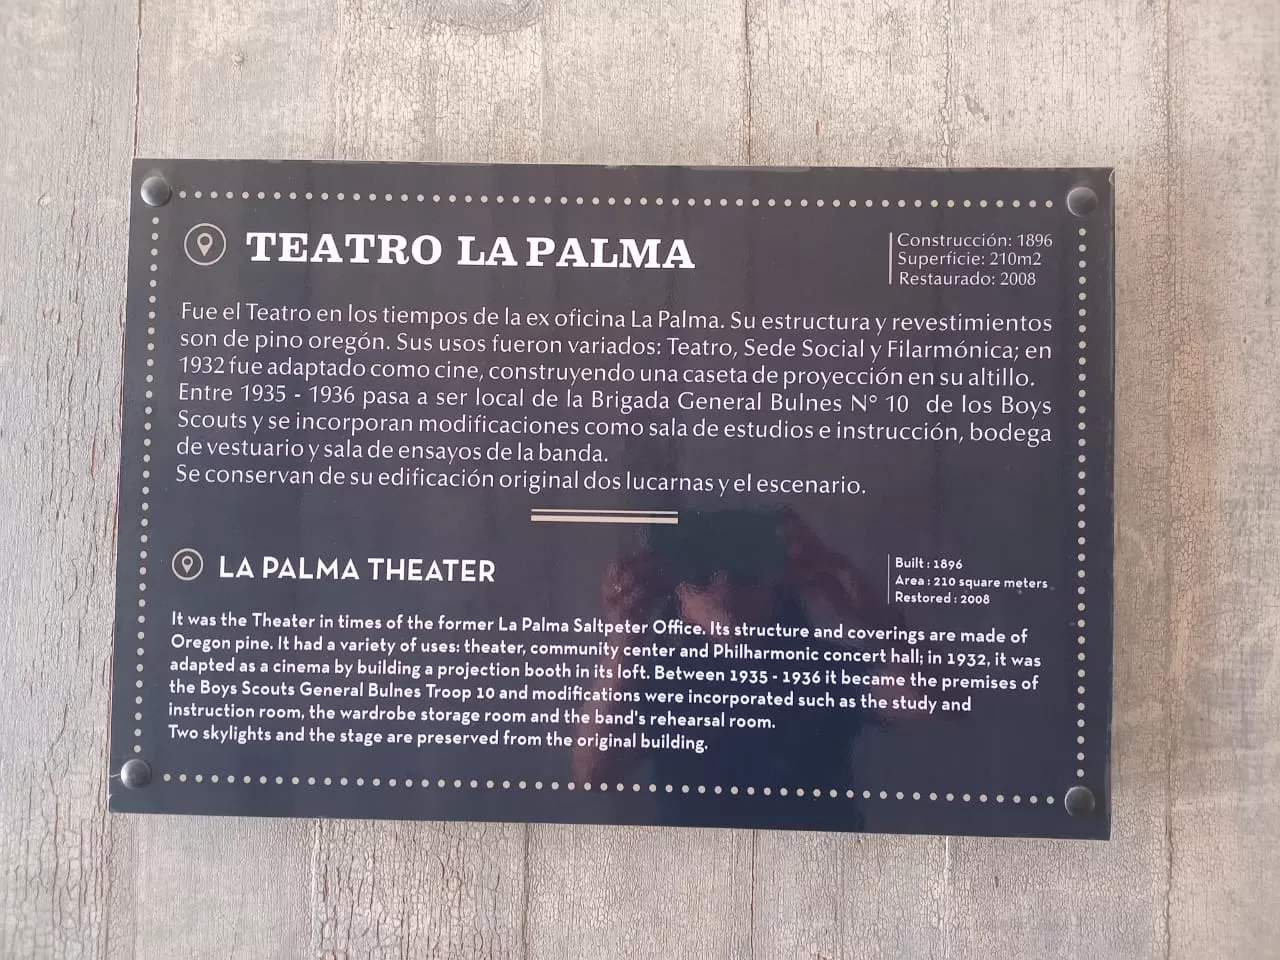 TEATRO LA PALMA
Construcción: 1896
Superficie: 210m2
Restaurado: 2008
Fue el Teatro en los tiempos de la ex oficina La Palma. Su estructura y revestimientos
son de pino oregón. Sus usos fueron variados: Teatro, Sede Social y Filarmónica; en
1932 fue adaptado como cine, construyendo una caseta de proyección en su altillo.
Entre 1935 - 1936 pasa a ser local de la Brigada General Bulnes N° 10 de los Boys
Scouts y se incorporan modificaciones como sala de estudios e instrucción, bodega
de vestuario y sala de ensayos de la banda.
Se conservan de su edificación original dos lucarnas y el escenario.
LA PALMA THEATER
Built : 1896
Area : 210 square meters
Restored : 2008
It was the Theater in times of the former La Palma Saltpeter Office. Its structure and coverings are made of
Oregon pine. It had a variety of uses: theater, community center and Philharmonic concert hall; in 1932, it was
adapted as a cinema by building a projection booth in its loft. Between 1935 - 1936 it became the premises of
the Boys Scouts General Bulnes Troop 10 and modifications were incorporated such as the study and
instruction room, the wardrobe storage room and the band's rehearsal room.
Two skylights and the stage are preserved from the original building.